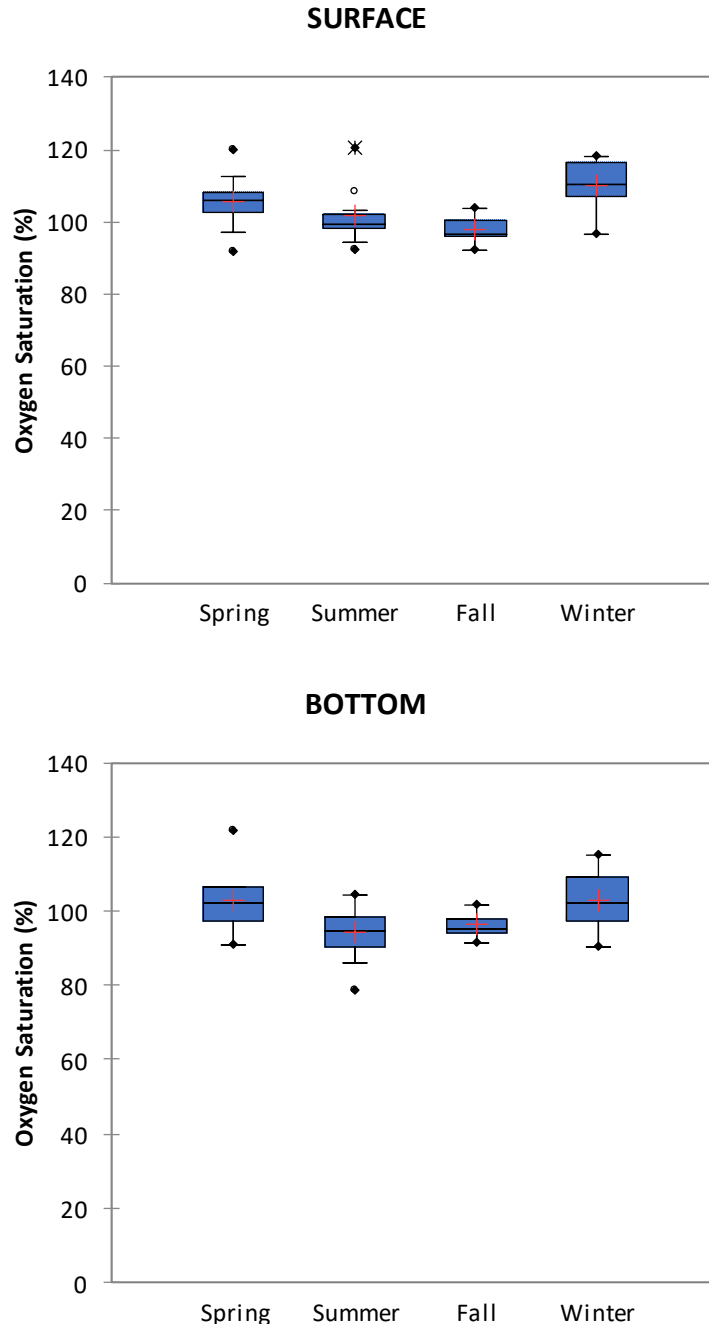 SURFACE
140
120
100
80
60
40
20
0
Oxygen Saturation (%)
Spring Summer Fall Winter
BOTTOM
140
120
100
80
60
40
20
0
Oxygen Saturation (%)
Spring Summer Fall Winter